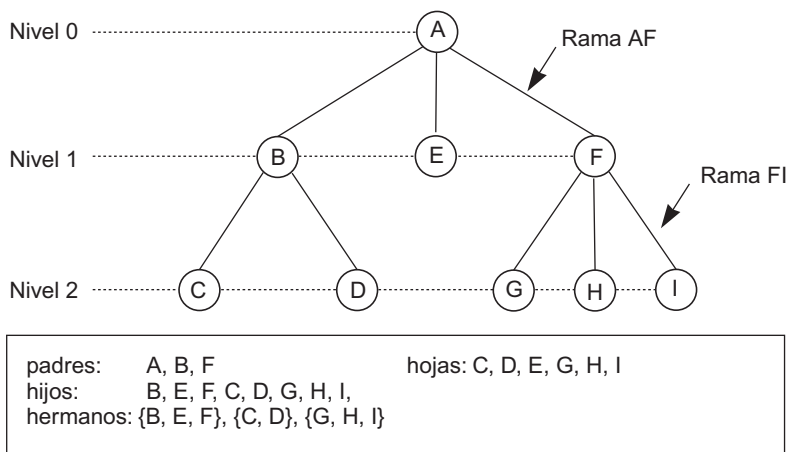 Nivel 0
A
Rama AF
Nivel 1
B
E
F
Rama FI
Nivel 2
C
D
G
H
I
padres: A, B, F
hojas: C, D, E, G, H, I
hijos: B, E, F, C, D, G, H, I,
hermanos: {B, E, F}, {C, D}, {G, H, I}